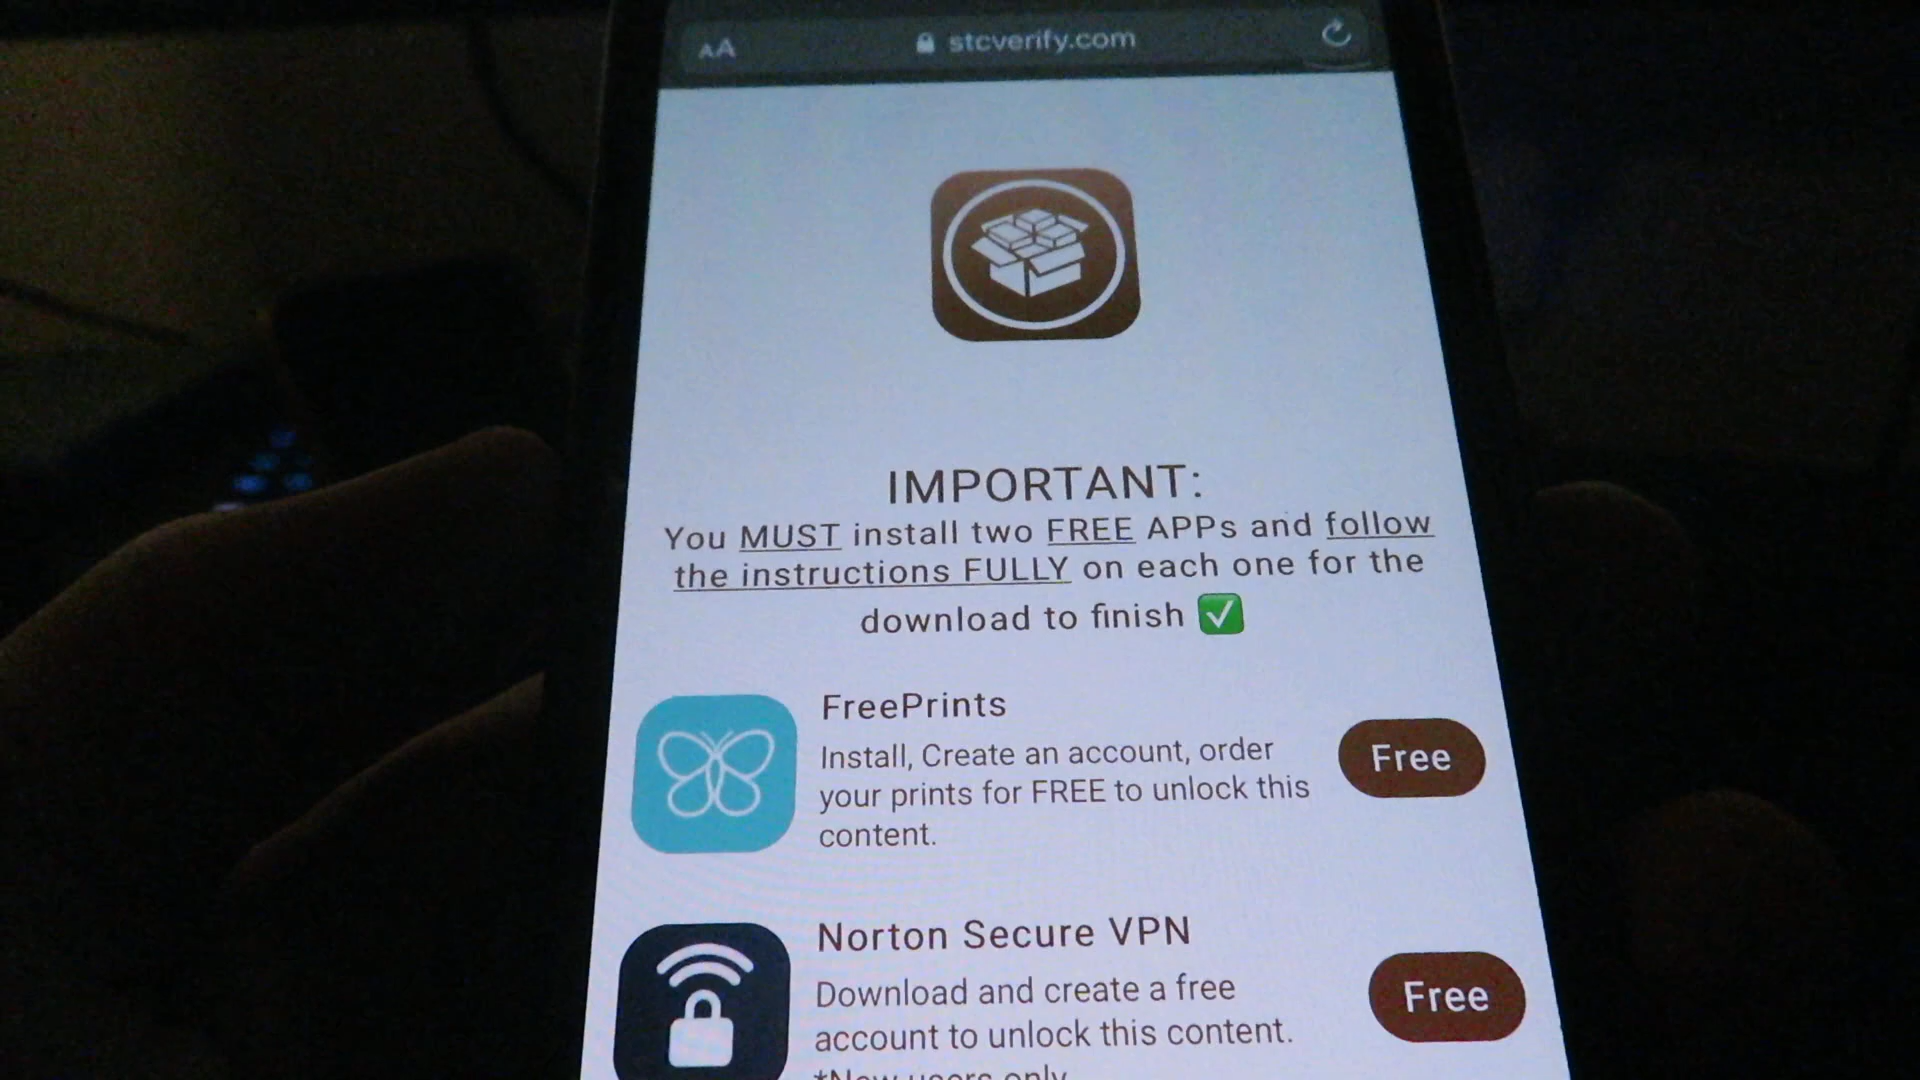 AA stcverify.com
IMPORTANT:
You MUST install two FREE APPs and follow
the instructions FULLY on each one for the
download to finish ✅
FreePrints
Install, Create an account, order
your prints for FREE to unlock this
content.
Free
Norton Secure VPN
Download and create a free
account to unlock this content.
*New users only
Free